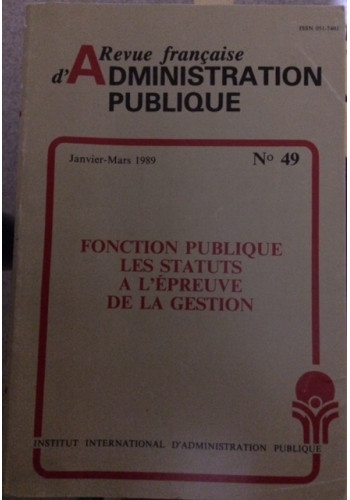 Revue française
d'ADMINISTRATION
PUBLIQUE
Janvier-Mars 1989
Nº 49
FONCTION PUBLIQUE
LES STATUTS
A L'ÉPREUVE
DE LA GESTION
INSTITUT INTERNATIONAL D'ADMINISTRATION PUBLIQUE